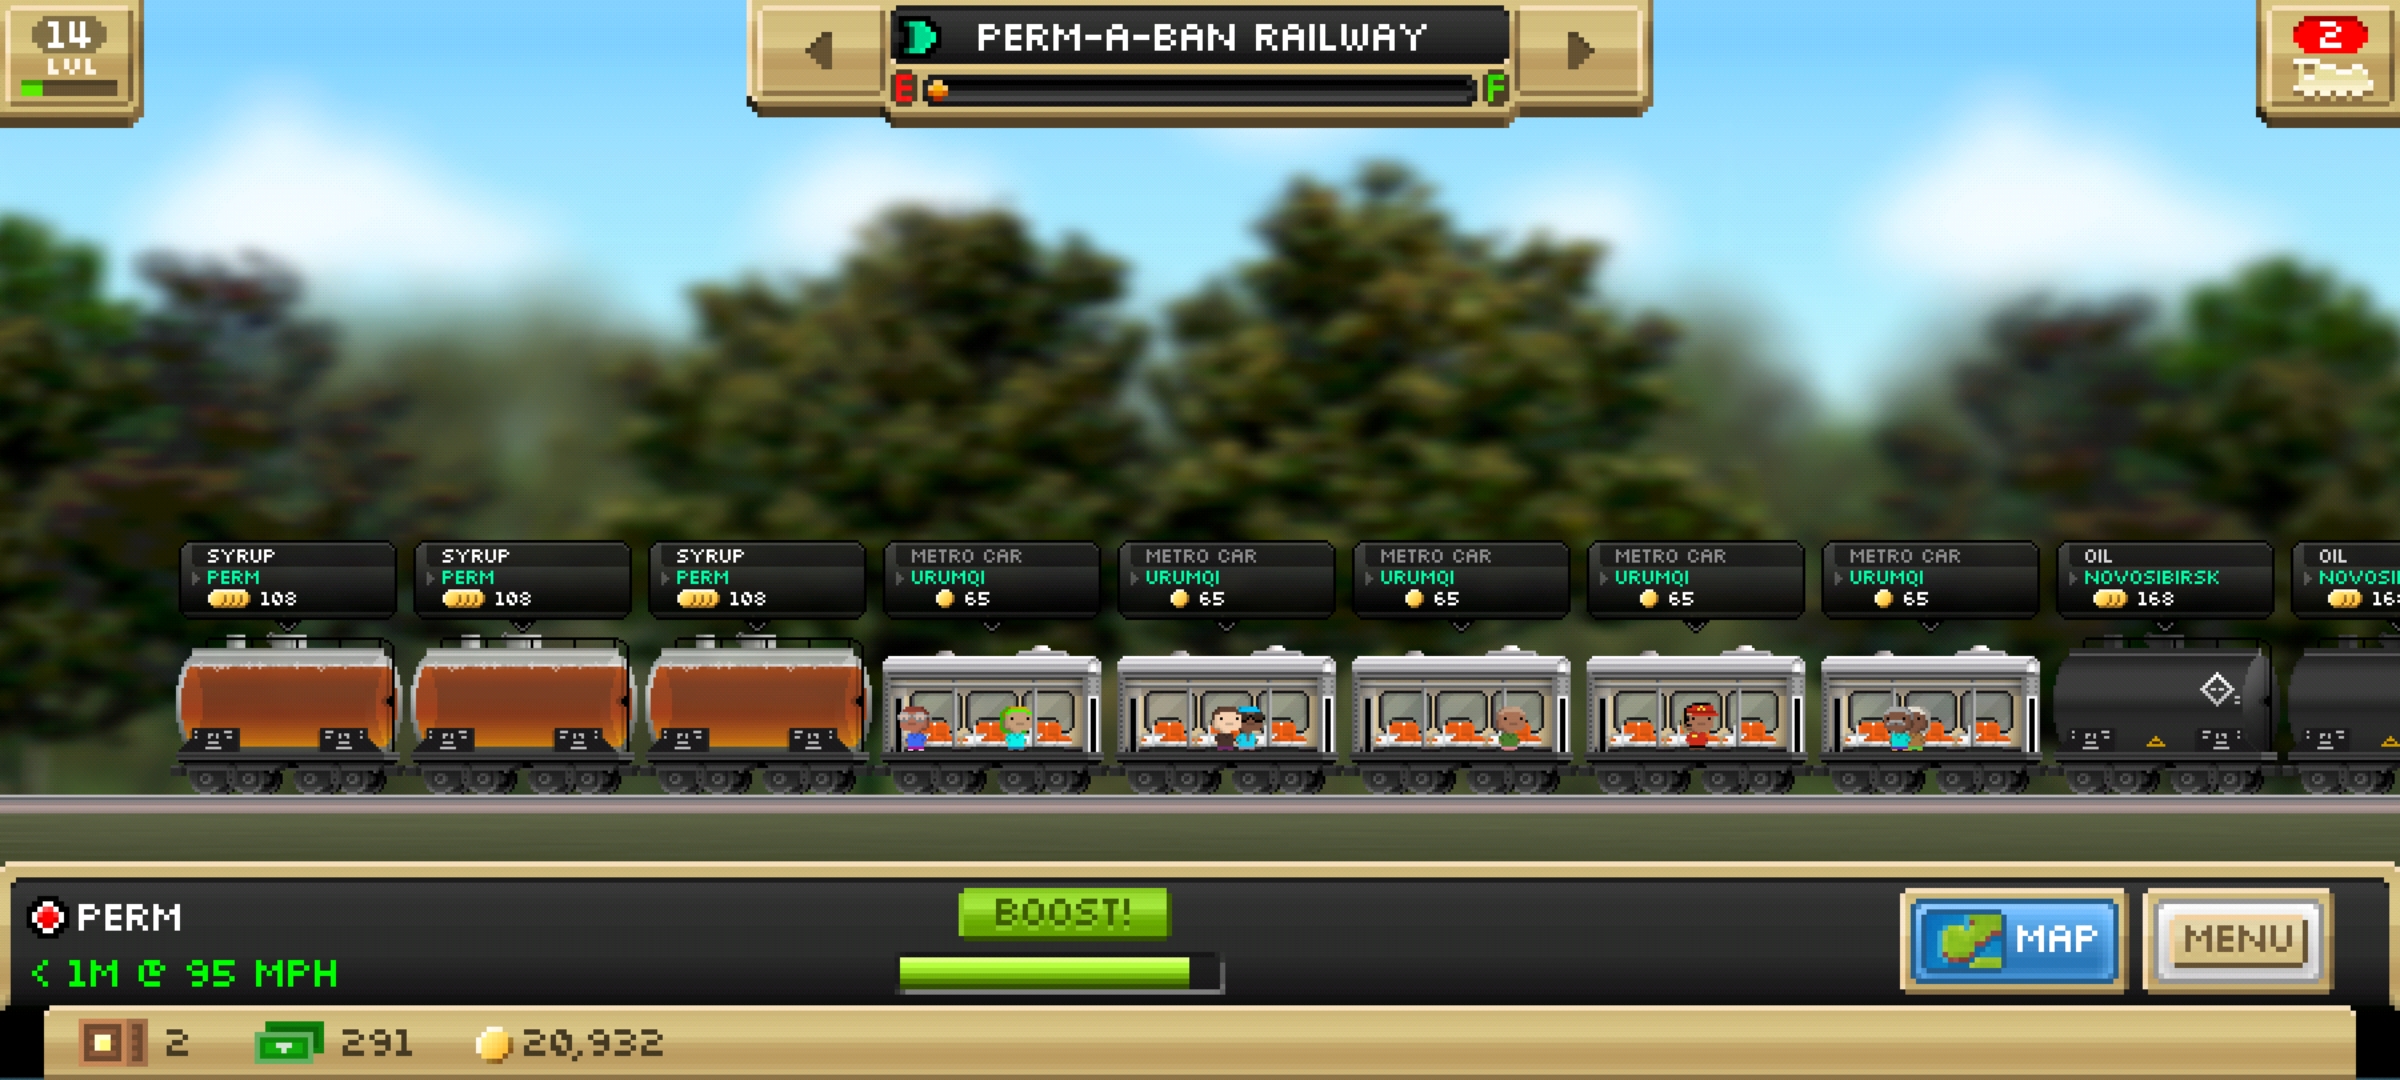 14
LVL
PERM-A-BAN RAILWAY
E F
2
SYRUP
PERM
108
SYRUP
PERM
108
SYRUP
PERM
108
METRO CAR
URUMQI
65
METRO CAR
URUMQI
65
METRO CAR
URUMQI
65
METRO CAR
URUMQI
65
METRO CAR
URUMQI
65
OIL
NOVOSIBIRSK
168
OIL
PERM
< 1M @ 95 MPH
BOOST!
MAP
MENU
2
291
20,932